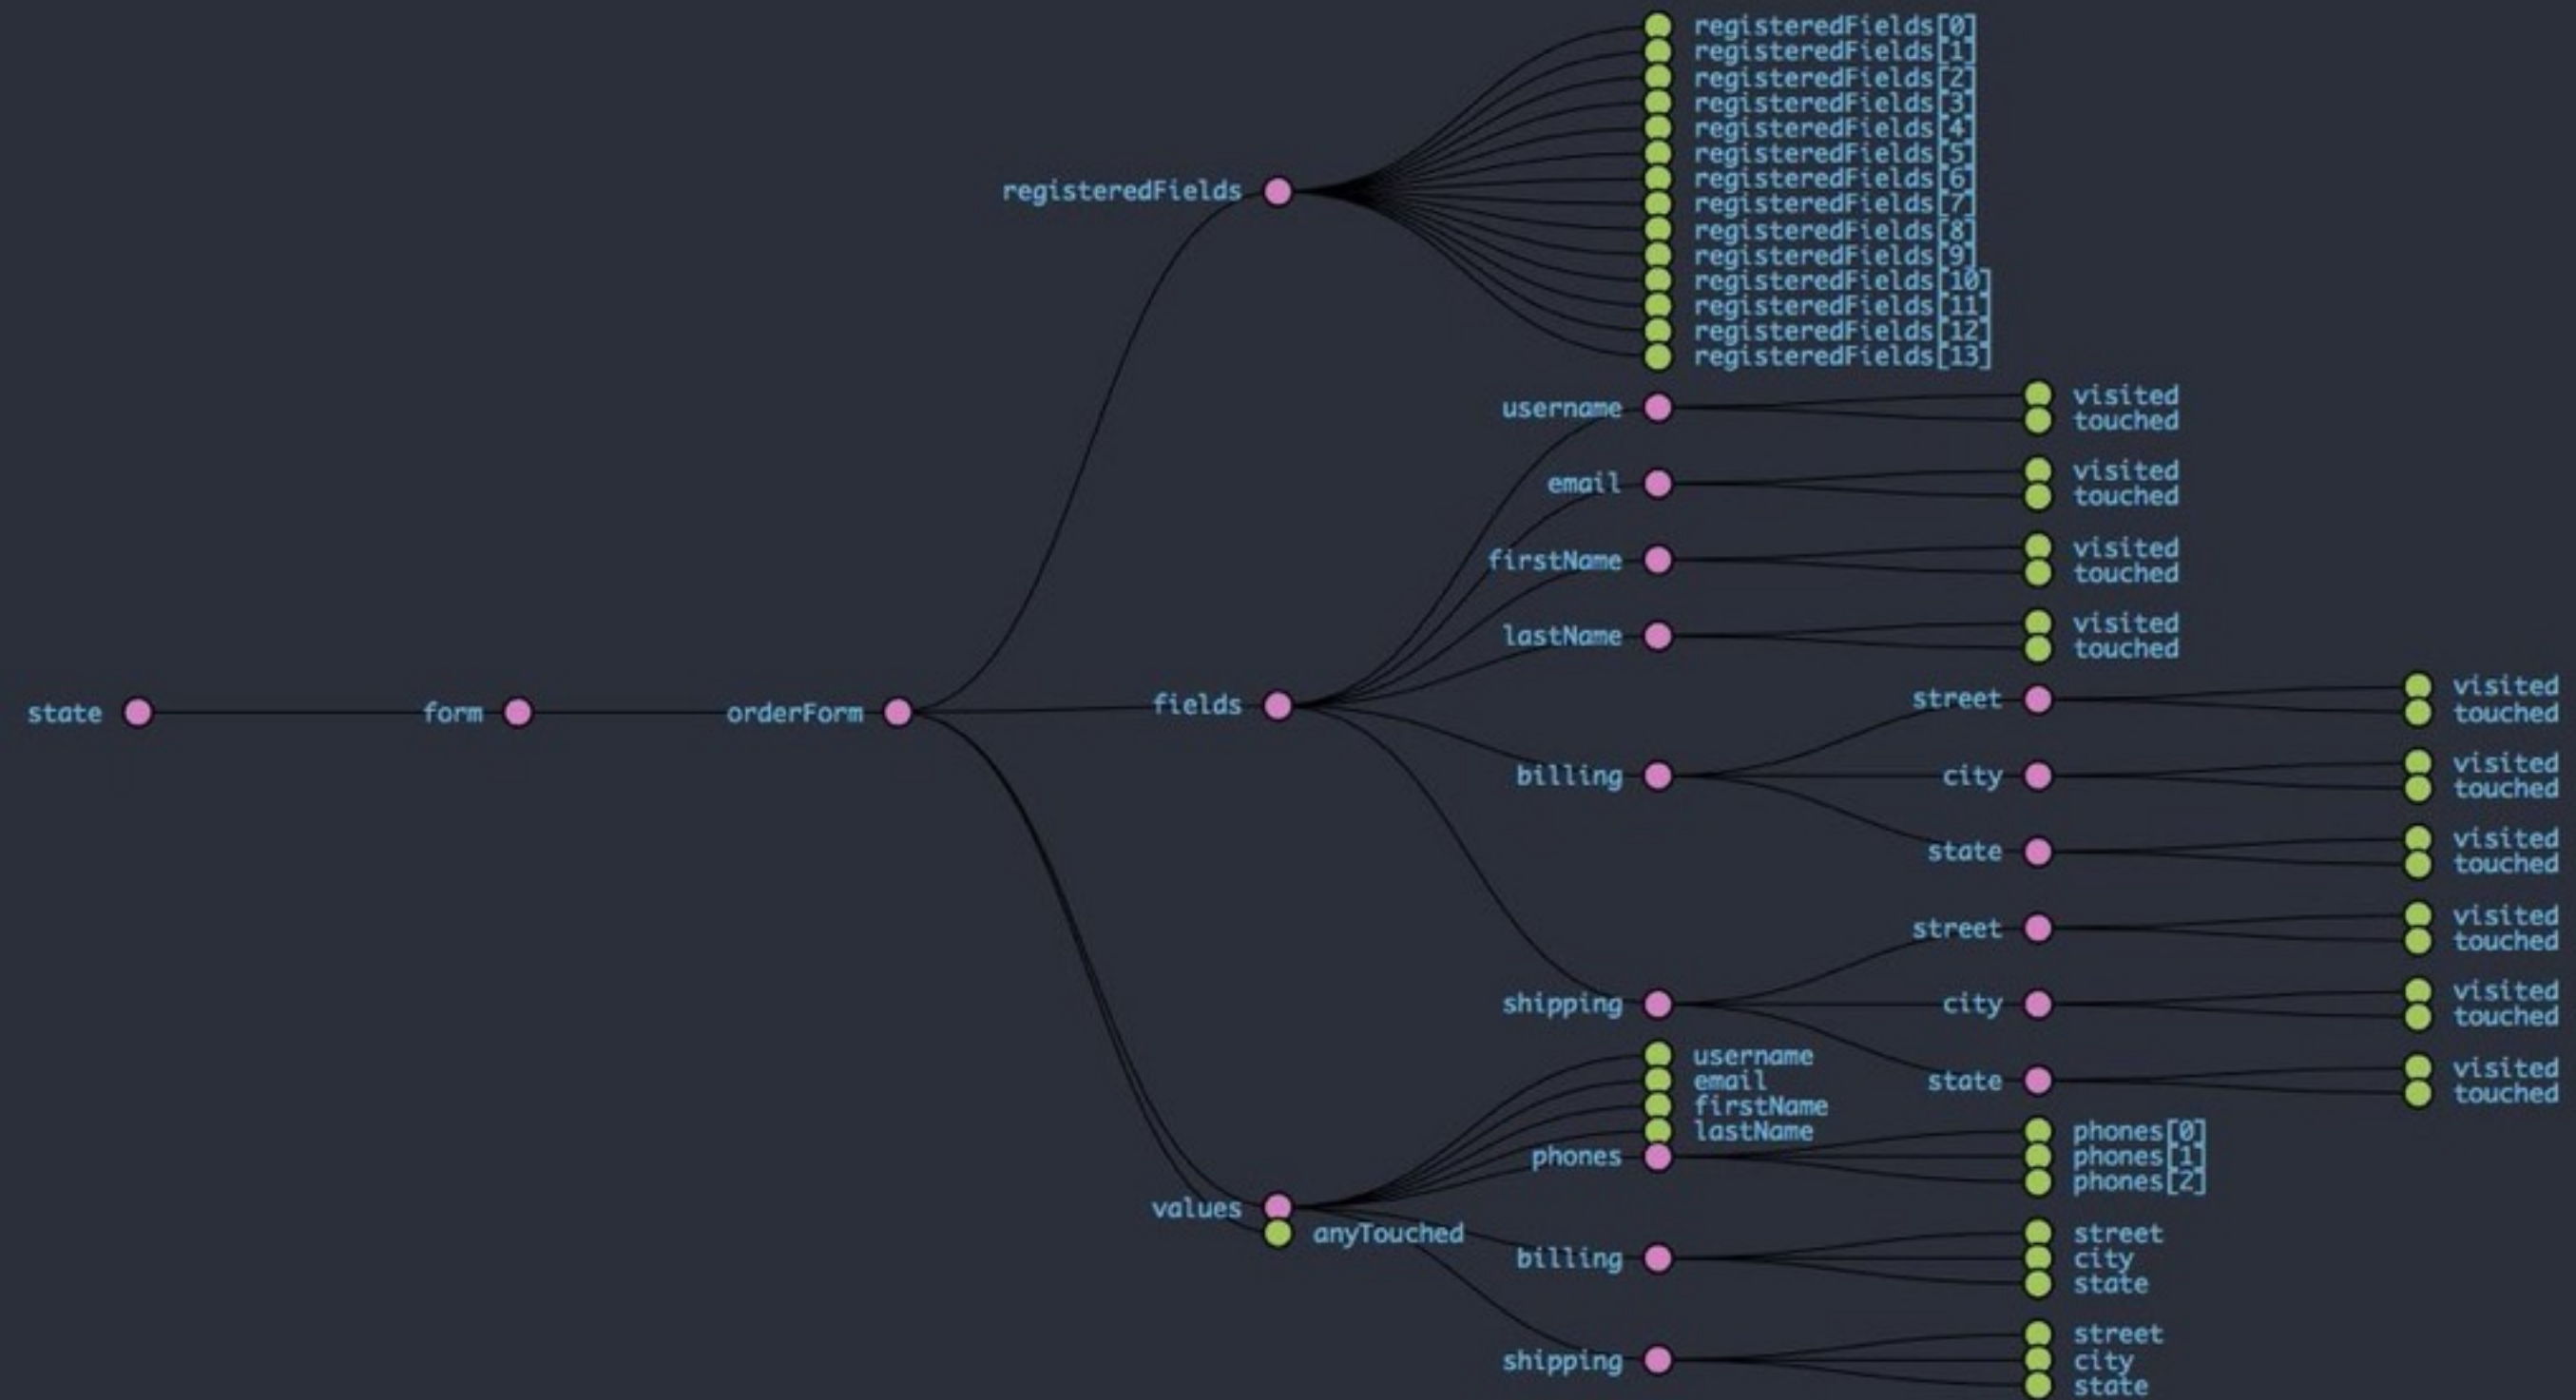 registeredFields[0]
registeredFields[1]
registeredFields[2]
registeredFields[3]
registeredFields[4]
registeredFields[5]
registeredFields
registeredFields[6]
registeredFields[7]
registeredFields[8]
registeredFields[9]
registeredFields[10]
registeredFields[11]
registeredFields[12]
registeredFields[13]
username
visited
touched
email
visited
touched
firstName
visited
touched
lastName
visited
touched
state
form
orderForm
fields
billing
street
visited
touched
city
visited
touched
state
visited
touched
shipping
street
visited
touched
city
visited
touched
state
visited
touched
values
username
email
firstName
lastName
phones
phones[0]
phones[1]
phones[2]
billing
street
city
state
shipping
street
city
state
anyTouched